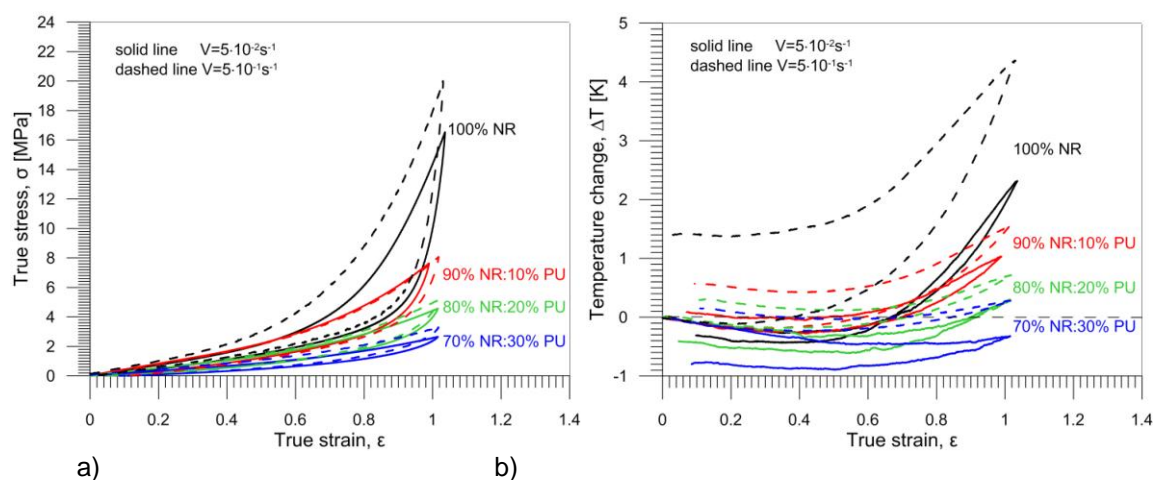 24
22
20
18
16
14
12
10
8
6
4
2
0
True stress, σ [MPa]
solid line V=5·10⁻²s⁻¹
dashed line V=5·10⁻¹s⁻¹
100% NR
90% NR:10% PU
80% NR:20% PU
70% NR:30% PU
0 0.2 0.4 0.6 0.8 1 1.2 1.4
True strain, ε
a)
5
4
3
2
1
0
-1
Temperature change, ΔT [K]
solid line V=5·10⁻²s⁻¹
dashed line V=5·10⁻¹s⁻¹
100% NR
90% NR:10% PU
80% NR:20% PU
70% NR:30% PU
0 0.2 0.4 0.6 0.8 1 1.2 1.4
True strain, ε
b)